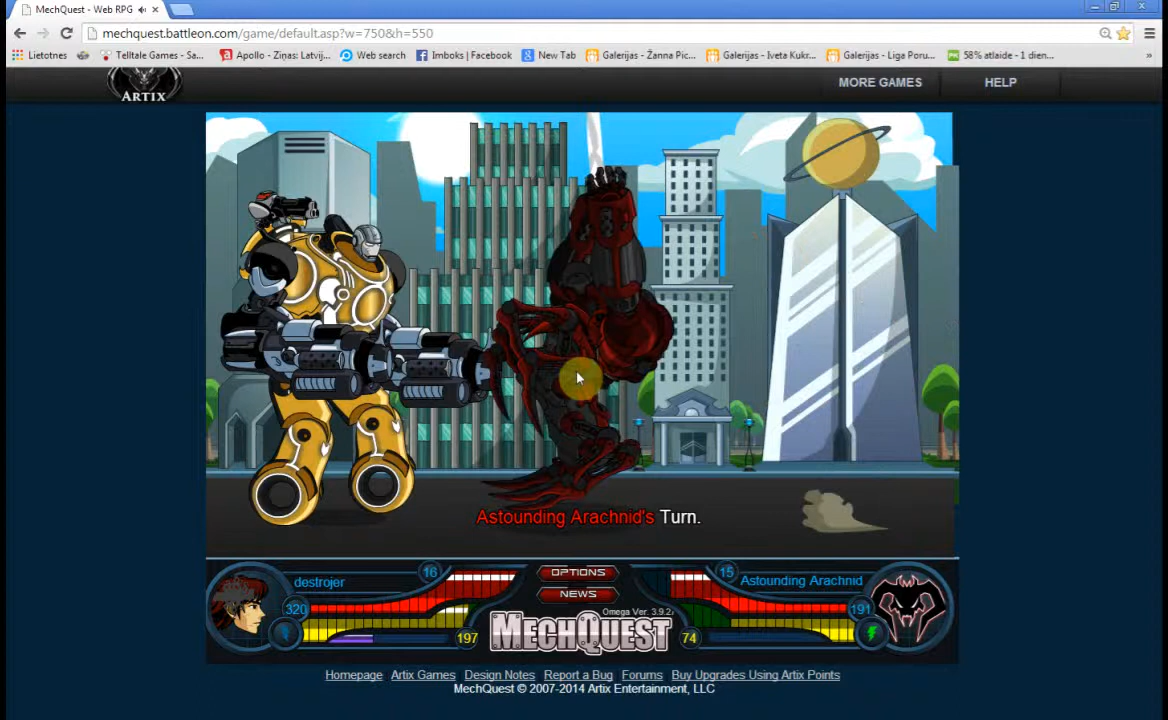 MechQuest - Web RPG
mechquest.battleon.com/game/default.asp?w=750&h=550
Lietotnes
Telltale Games - Sa...
Apollo - Ziņas: Latvij...
Web search
Imboks | Facebook
New Tab
Galerijas - Žanna Pic...
Galerijas - Iveta Kukr...
Galerijas - Liga Poru...
58% atlaide - 1 dien...
»
ARTIX
MORE GAMES
HELP
Astounding Arachnid's Turn.
destrojer
16
320
197
OPTIONS
NEWS
Omega Ver. 3.9.2
MECHQUEST
15
Astounding Arachnid
191
74
Homepage Artix Games Design Notes Report a Bug Forums Buy Upgrades Using Artix Points
MechQuest © 2007-2014 Artix Entertainment, LLC